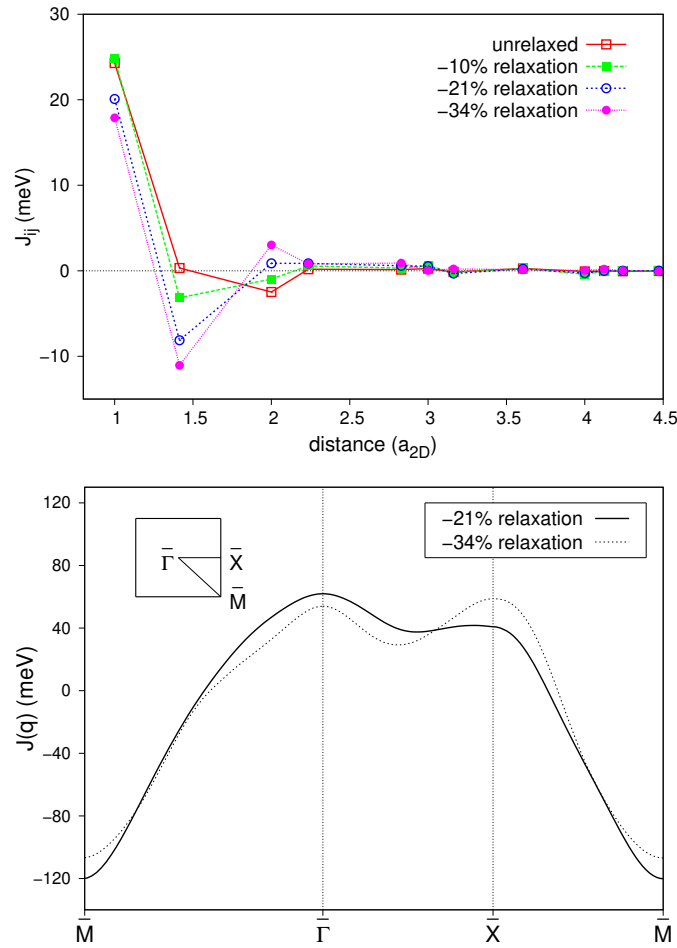 30
20
10
0
−10
J_ij (meV)
unrelaxed
−10% relaxation
−21% relaxation
−34% relaxation
1 1.5 2 2.5 3 3.5 4 4.5
distance (a_2D)
120
80
40
0
−40
−80
−120
J(q) (meV)
−21% relaxation
−34% relaxation
Γ̅ X̅
M̅
M̅ Γ̅ X̅ M̅